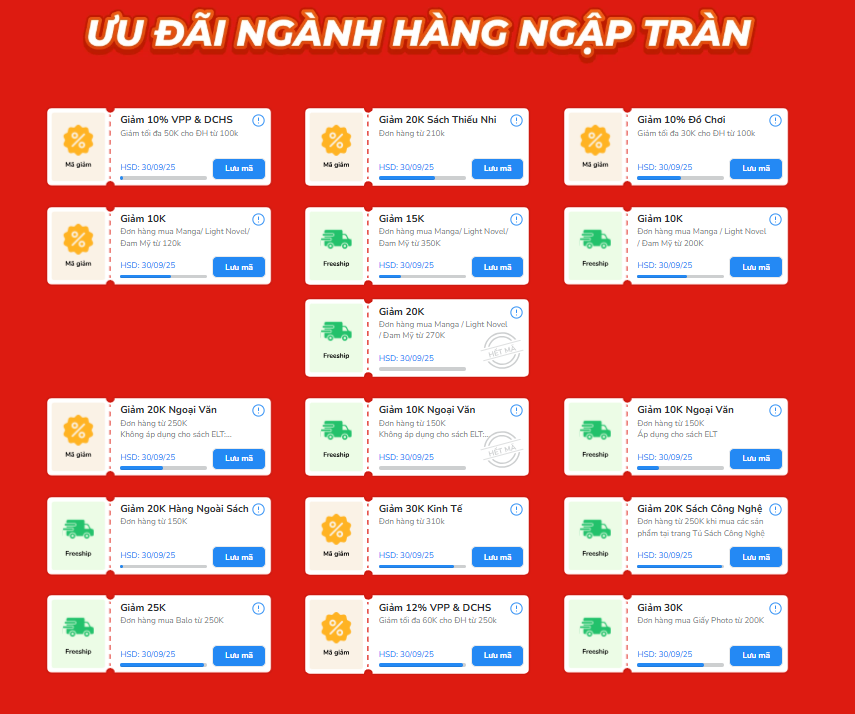 ƯU ĐÃI NGÀNH HÀNG NGẬP TRÀN
Mã giảm
Giảm 10% VPP & DCHS
Giảm tối đa 50K cho ĐH từ 100k
HSD: 30/09/25
Lưu mã
Mã giảm
Giảm 20K Sách Thiếu Nhi
Đơn hàng từ 210k
HSD: 30/09/25
Lưu mã
Mã giảm
Giảm 10% Đồ Chơi
Giảm tối đa 30K cho ĐH từ 100k
HSD: 30/09/25
Lưu mã
Mã giảm
Giảm 10K
Đơn hàng mua Manga/ Light Novel/
Đam Mỹ từ 120k
HSD: 30/09/25
Lưu mã
Freeship
Giảm 15K
Đơn hàng mua Manga/ Light Novel/
Đam Mỹ từ 350K
HSD: 30/09/25
Lưu mã
Freeship
Giảm 10K
Đơn hàng mua Manga / Light Novel
/ Đam Mỹ từ 200K
HSD: 30/09/25
Lưu mã
Freeship
Giảm 20K
Đơn hàng mua Manga / Light Novel
/ Đam Mỹ từ 270K
HSD: 30/09/25
HẾT MÃ
Mã giảm
Giảm 20K Ngoại Văn
Đơn hàng từ 250K
Không áp dụng cho sách ELT;...
HSD: 30/09/25
Lưu mã
Freeship
Giảm 10K Ngoại Văn
Đơn hàng từ 150K
Không áp dụng cho sách ELT;...
HSD: 30/09/25
HẾT MÃ
Freeship
Giảm 10K Ngoại Văn
Đơn hàng từ 150K
Áp dụng cho sách ELT
HSD: 30/09/25
Lưu mã
Freeship
Giảm 20K Hàng Ngoài Sách
Đơn hàng từ 150K
HSD: 30/09/25
Lưu mã
Mã giảm
Giảm 30K Kinh Tế
Đơn hàng từ 310k
HSD: 30/09/25
Lưu mã
Freeship
Giảm 20K Sách Công Nghệ
Đơn hàng từ 250K khi mua các sản
phẩm tại trang Tủ Sách Công Nghệ
HSD: 30/09/25
Lưu mã
Freeship
Giảm 25K
Đơn hàng mua Balo từ 250K
HSD: 30/09/25
Lưu mã
Mã giảm
Giảm 12% VPP & DCHS
Giảm tối đa 60K cho ĐH từ 250k
HSD: 30/09/25
Lưu mã
Freeship
Giảm 30K
Đơn hàng mua Giấy Photo từ 200K
HSD: 30/09/25
Lưu mã